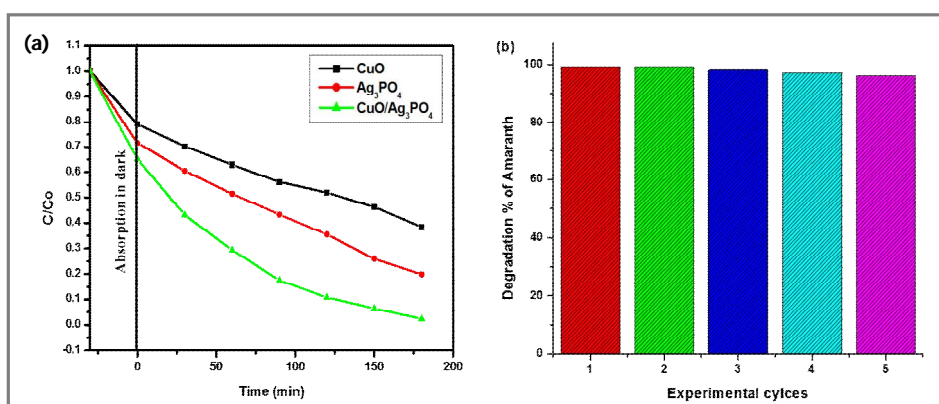 (a)
1.1
1.0
0.9
0.8
0.7
0.6
0.5
0.4
0.3
0.2
0.1
0.0
-0.1
C/Co
Absorption in dark
CuO
Ag₃PO₄
CuO/Ag₃PO₄
0 50 100 150 200
Time (min)
(b)
100
80
60
40
20
0
Degradation % of Amaranth
1 2 3 4 5
Experimental cylces